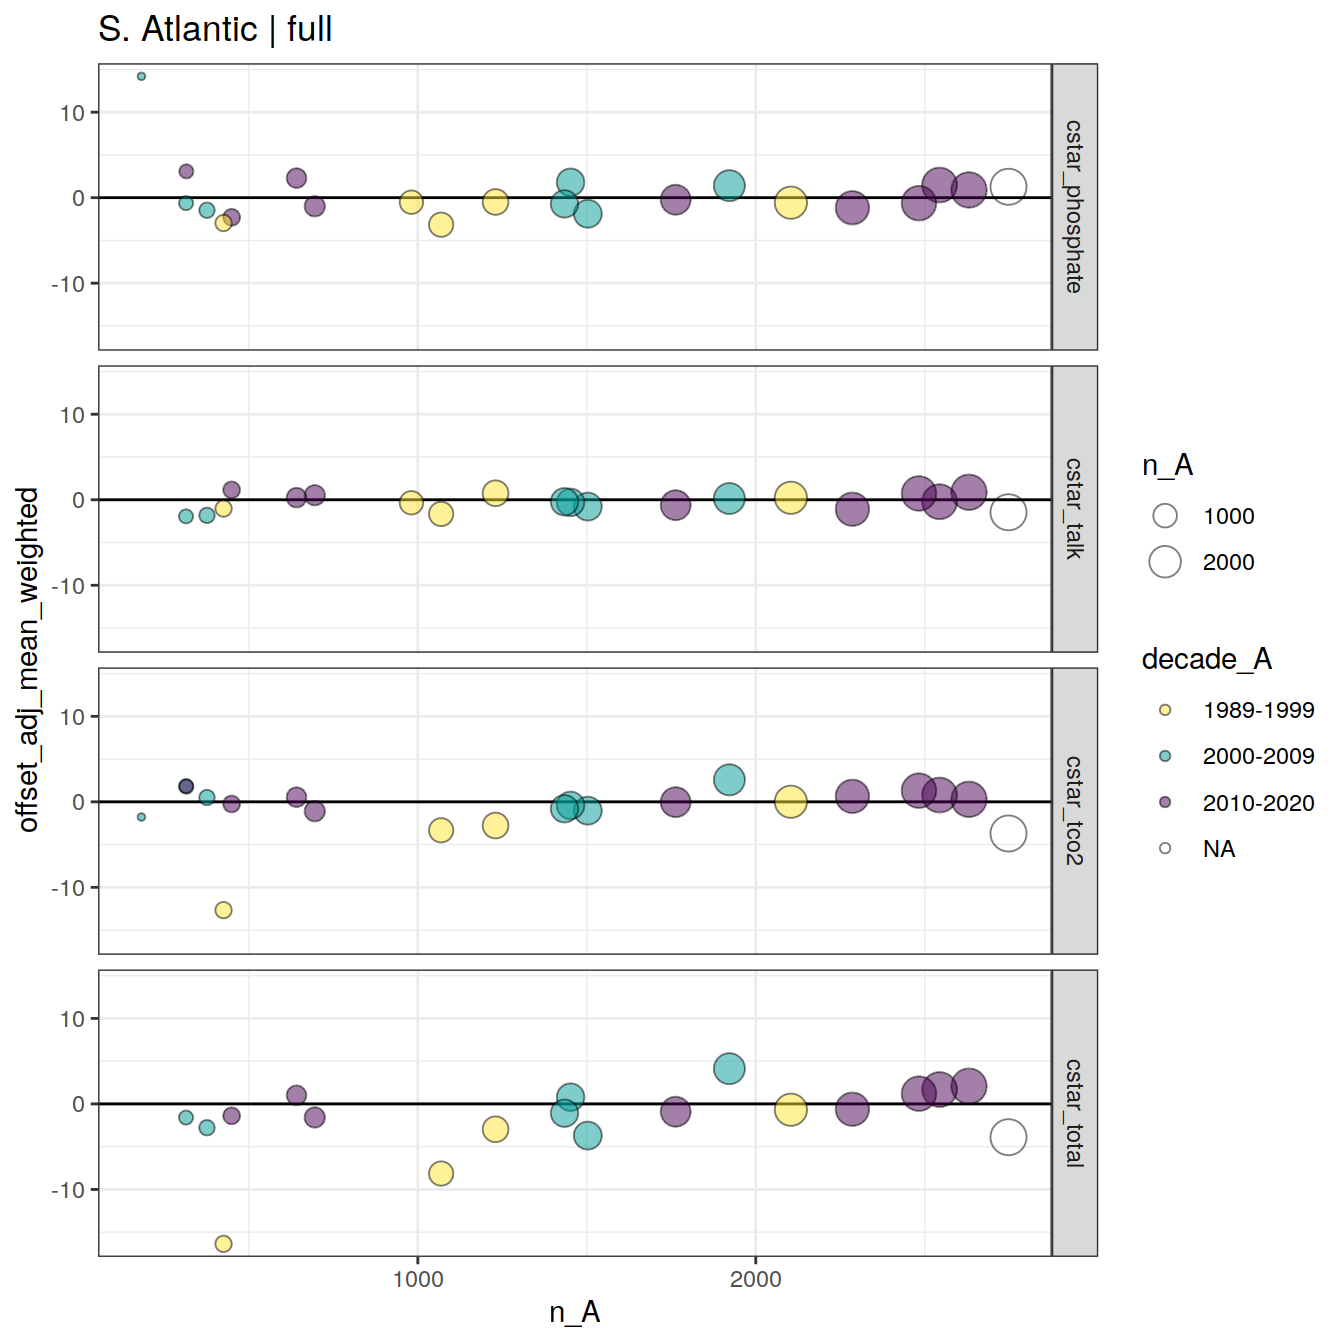 S. Atlantic | full
10
0
-10
cstar_phosphate
10
0
-10
cstar_talk
10
0
-10
cstar_tco2
10
0
-10
cstar_total
1000
2000
n_A
offset_adj_mean_weighted
n_A
1000
2000
decade_A
1989-1999
2000-2009
2010-2020
NA